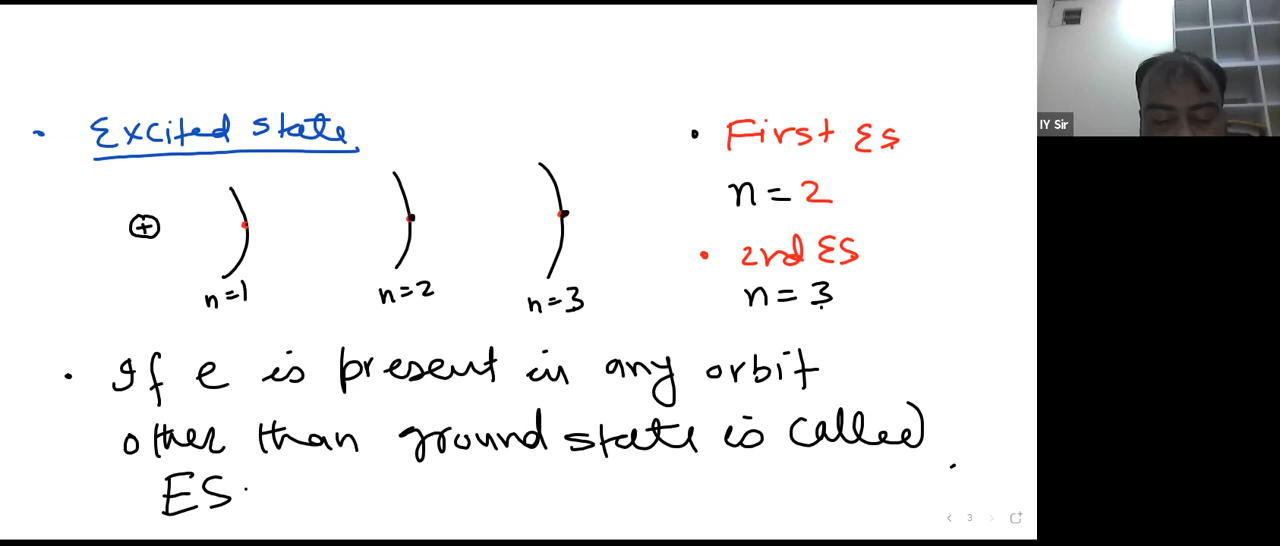 • Excited state
⊕
n=1
n=2
n=3
• First ES
n = 2
• 2nd ES
n = 3
• If e is present in any orbit
other than ground state is called
ES.
IY Sir
3